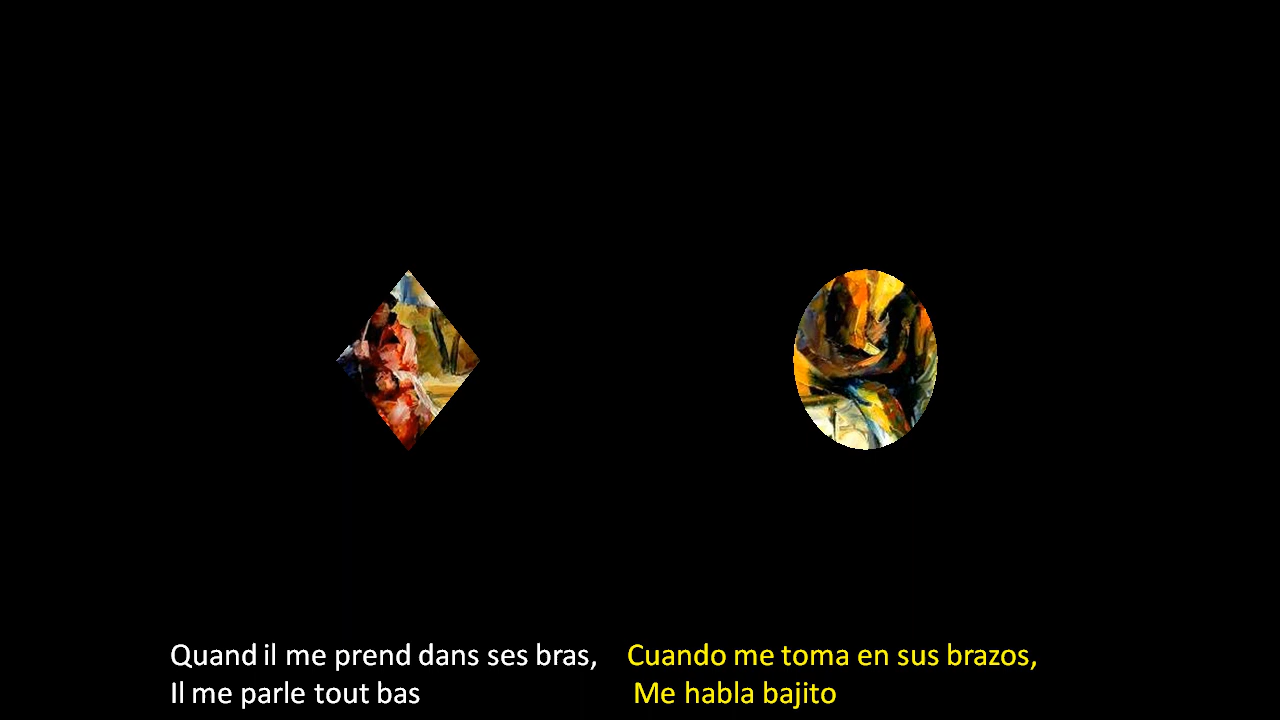 Quand il me prend dans ses bras,
Il me parle tout bas
Cuando me toma en sus brazos,
Me habla bajito